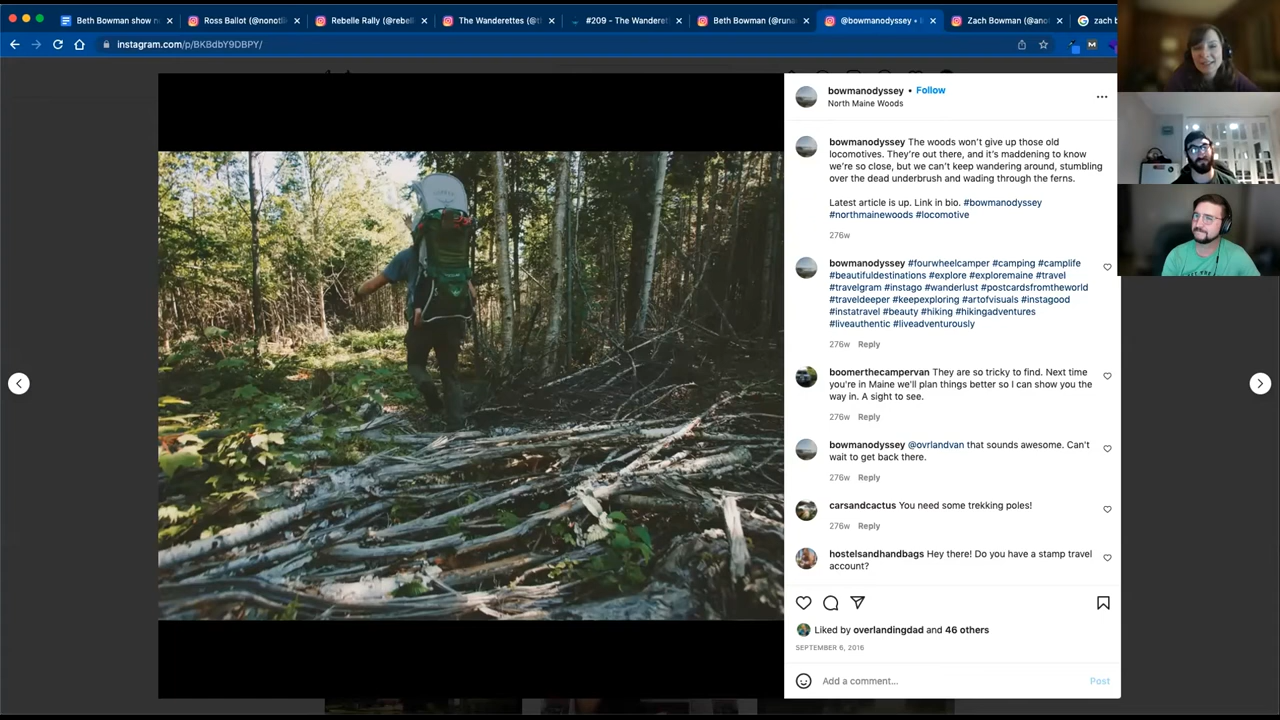 Beth Bowman show n
Ross Ballot (@nonotli
Rebelle Rally (@rebel
The Wanderettes (@t
#209 - The Wanderet
Beth Bowman (@runa
@bowmanodyssey •
Zach Bowman (@ano
zach b
instagram.com/p/BKBdbY9DBPY/
M
bowmanodyssey • Follow
North Maine Woods
bowmanodyssey The woods won't give up those old
locomotives. They're out there, and it's maddening to know
we're so close, but we can't keep wandering around, stumbling
over the dead underbrush and wading through the ferns.
Latest article is up. Link in bio. #bowmanodyssey
#northmainewoods #locomotive
276w
bowmanodyssey #fourwheelcamper #camping #camplife
#beautifuldestinations #explore #exploremaine #travel
#travelgram #instago #wanderlust #postcardsfromtheworld
#traveldeeper #keepexploring #artofvisuals #instagood
#instatravel #beauty #hiking #hikingadventures
#liveauthentic #liveadventurously
276w Reply
boomerthecampervan They are so tricky to find. Next time
you're in Maine we'll plan things better so I can show you the
way in. A sight to see.
276w Reply
bowmanodyssey @ovrlandvan that sounds awesome. Can't
wait to get back there.
276w Reply
carsandcactus You need some trekking poles!
276w Reply
hostelsandhandbags Hey there! Do you have a stamp travel
account?
Liked by overlandingdad and 46 others
SEPTEMBER 6, 2016
Add a comment... Post